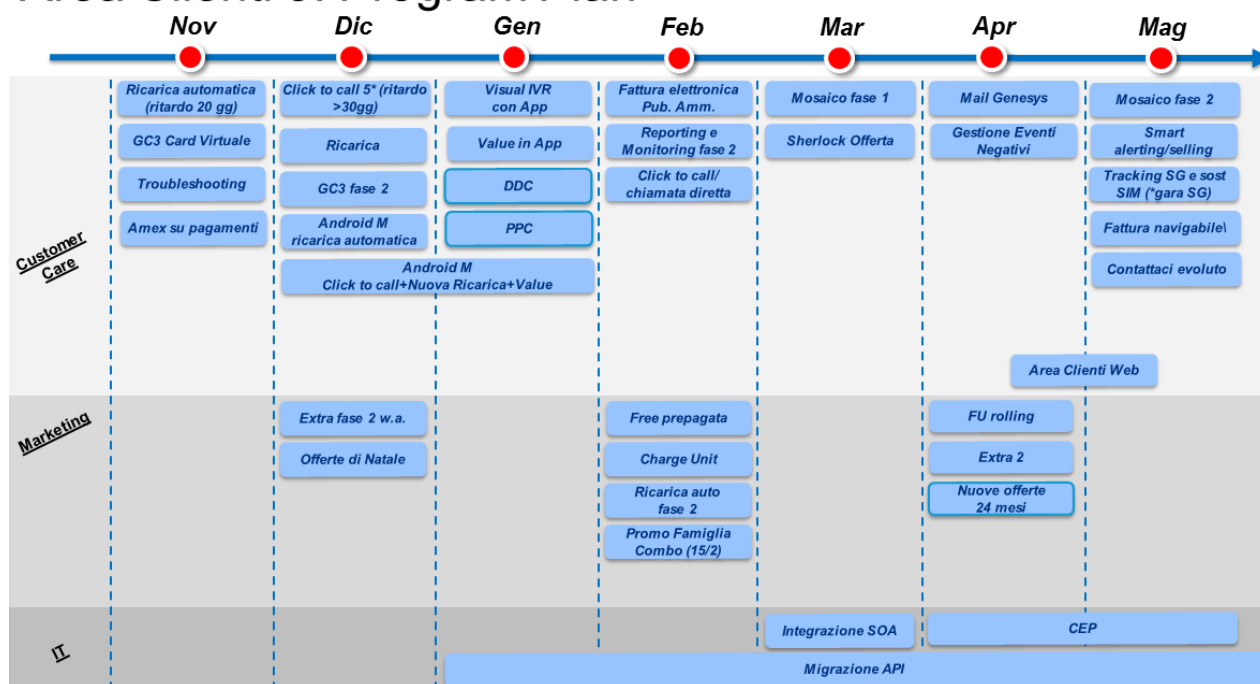 Area Clienti 3: Program Plan
Nov Dic Gen Feb Mar Apr Mag
Customer
Care
Ricarica automatica
(ritardo 20 gg)
GC3 Card Virtuale
Troubleshooting
Amex su pagamenti
Click to call 5* (ritardo
>30gg)
Ricarica
GC3 fase 2
Android M
ricarica automatica
Android M
Click to call+Nuova Ricarica+Value
Visual IVR
con App
Value in App
DDC
PPC
Fattura elettronica
Pub. Amm.
Reporting e
Monitoring fase 2
Click to call/
chiamata diretta
Mosaico fase 1
Sherlock Offerta
Mail Genesys
Gestione Eventi
Negativi
Mosaico fase 2
Smart
alerting/selling
Tracking SG e sost
SIM (*gara SG)
Fattura navigabile\
Contattaci evoluto
Area Clienti Web
Marketing
Extra fase 2 w.a.
Offerte di Natale
Free prepagata
Charge Unit
Ricarica auto
fase 2
Promo Famiglia
Combo (15/2)
FU rolling
Extra 2
Nuove offerte
24 mesi
IT
Integrazione SOA
CEP
Migrazione API